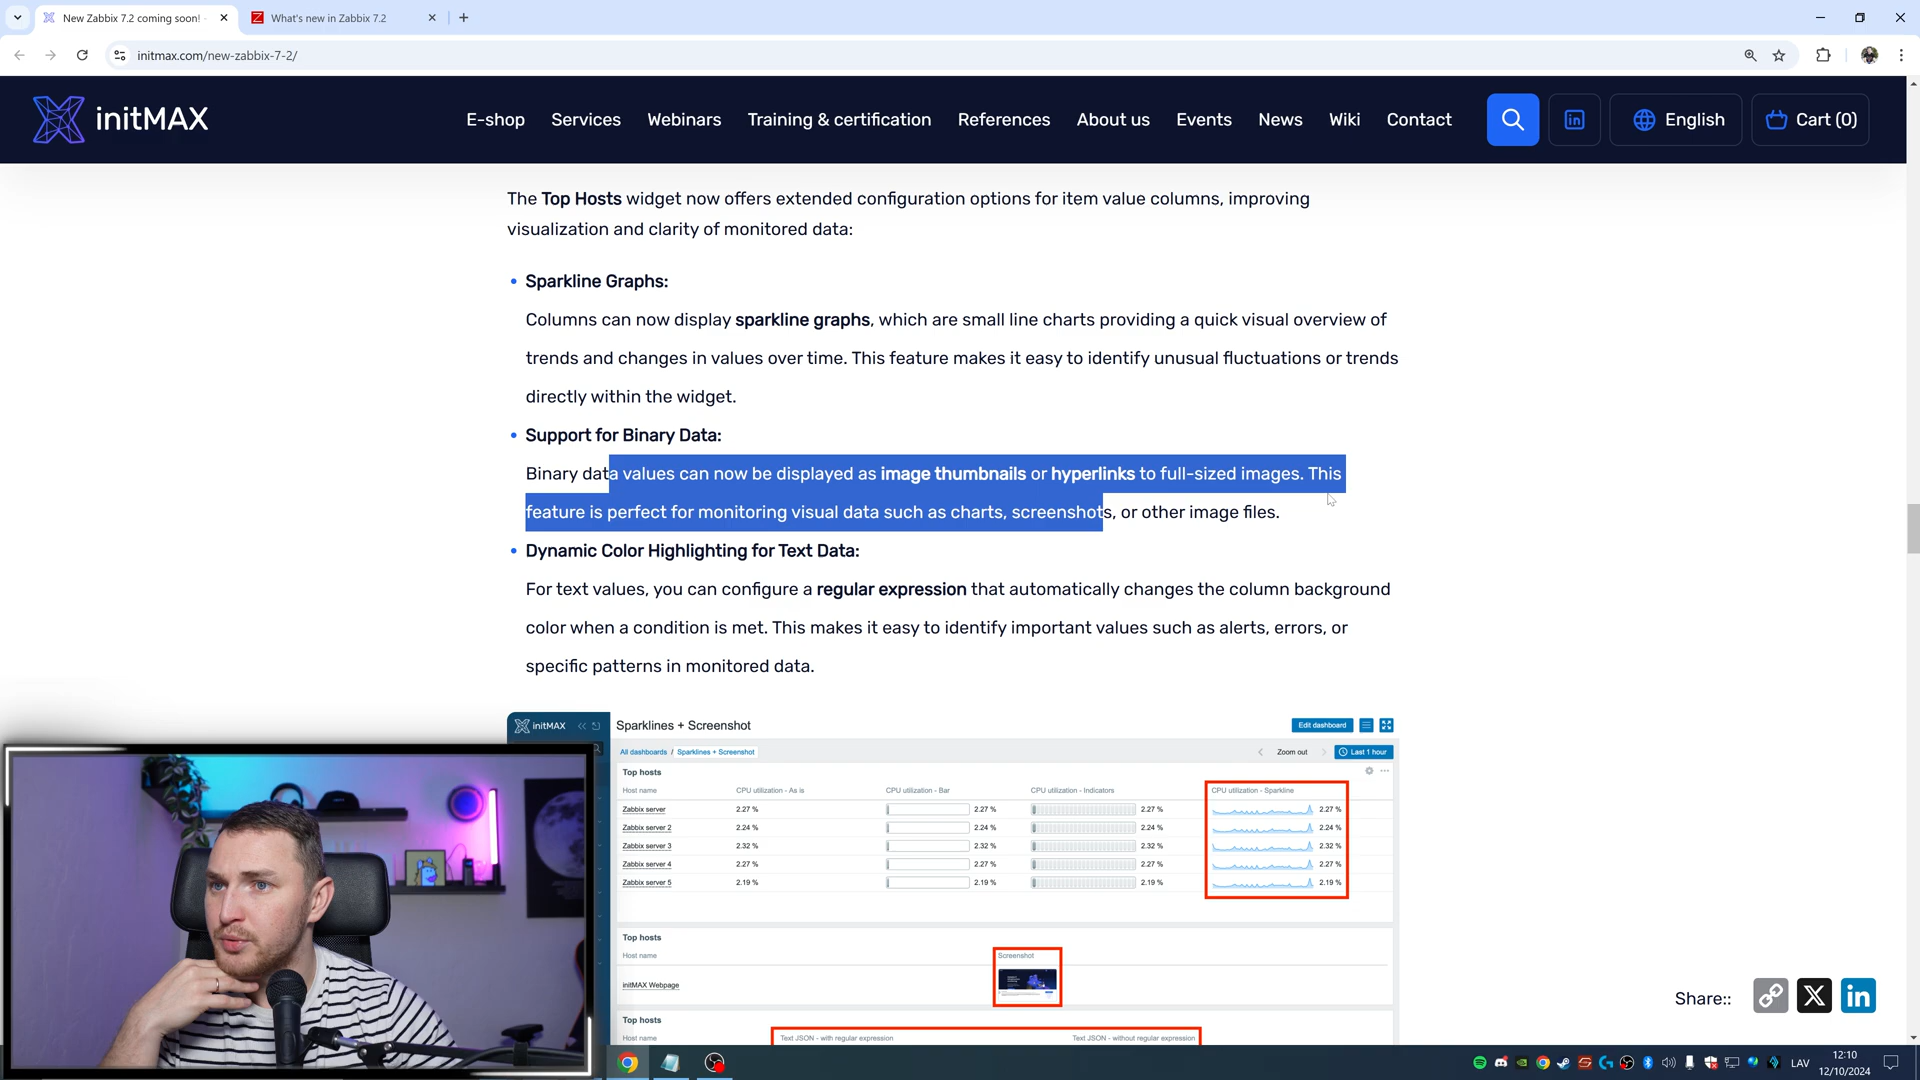 New Zabbix 7.2 coming soon! -
What's new in Zabbix 7.2
initmax.com/new-zabbix-7-2/
initMAX
E-shop
Services
Webinars
Training & certification
References
About us
Events
News
Wiki
Contact
English
Cart (0)
The Top Hosts widget now offers extended configuration options for item value columns, improving
visualization and clarity of monitored data:
• Sparkline Graphs:
Columns can now display sparkline graphs, which are small line charts providing a quick visual overview of
trends and changes in values over time. This feature makes it easy to identify unusual fluctuations or trends
directly within the widget.
• Support for Binary Data:
Binary data values can now be displayed as image thumbnails or hyperlinks to full-sized images. This
feature is perfect for monitoring visual data such as charts, screenshots, or other image files.
• Dynamic Color Highlighting for Text Data:
For text values, you can configure a regular expression that automatically changes the column background
color when a condition is met. This makes it easy to identify important values such as alerts, errors, or
specific patterns in monitored data.
initMAX
Sparklines + Screenshot
Edit dashboard
All dashboards / Sparklines + Screenshot
Zoom out
Last 1 hour
Top hosts
Host name CPU utilization - As is CPU utilization - Bar CPU utilization - Indicators CPU utilization - Sparkline
Zabbix server 2.27 % 2.27 % 2.27 % 2.27 %
Zabbix server 2 2.24 % 2.24 % 2.24 % 2.24 %
Zabbix server 3 2.32 % 2.32 % 2.32 % 2.32 %
Zabbix server 4 2.27 % 2.27 % 2.27 % 2.27 %
Zabbix server 5 2.19 % 2.19 % 2.19 % 2.19 %
Top hosts
Host name Screenshot
initMAX Webpage
Top hosts
Host name Text JSON - with regular expression Text JSON - without regular expression
Share::
LAV
12:10
12/10/2024